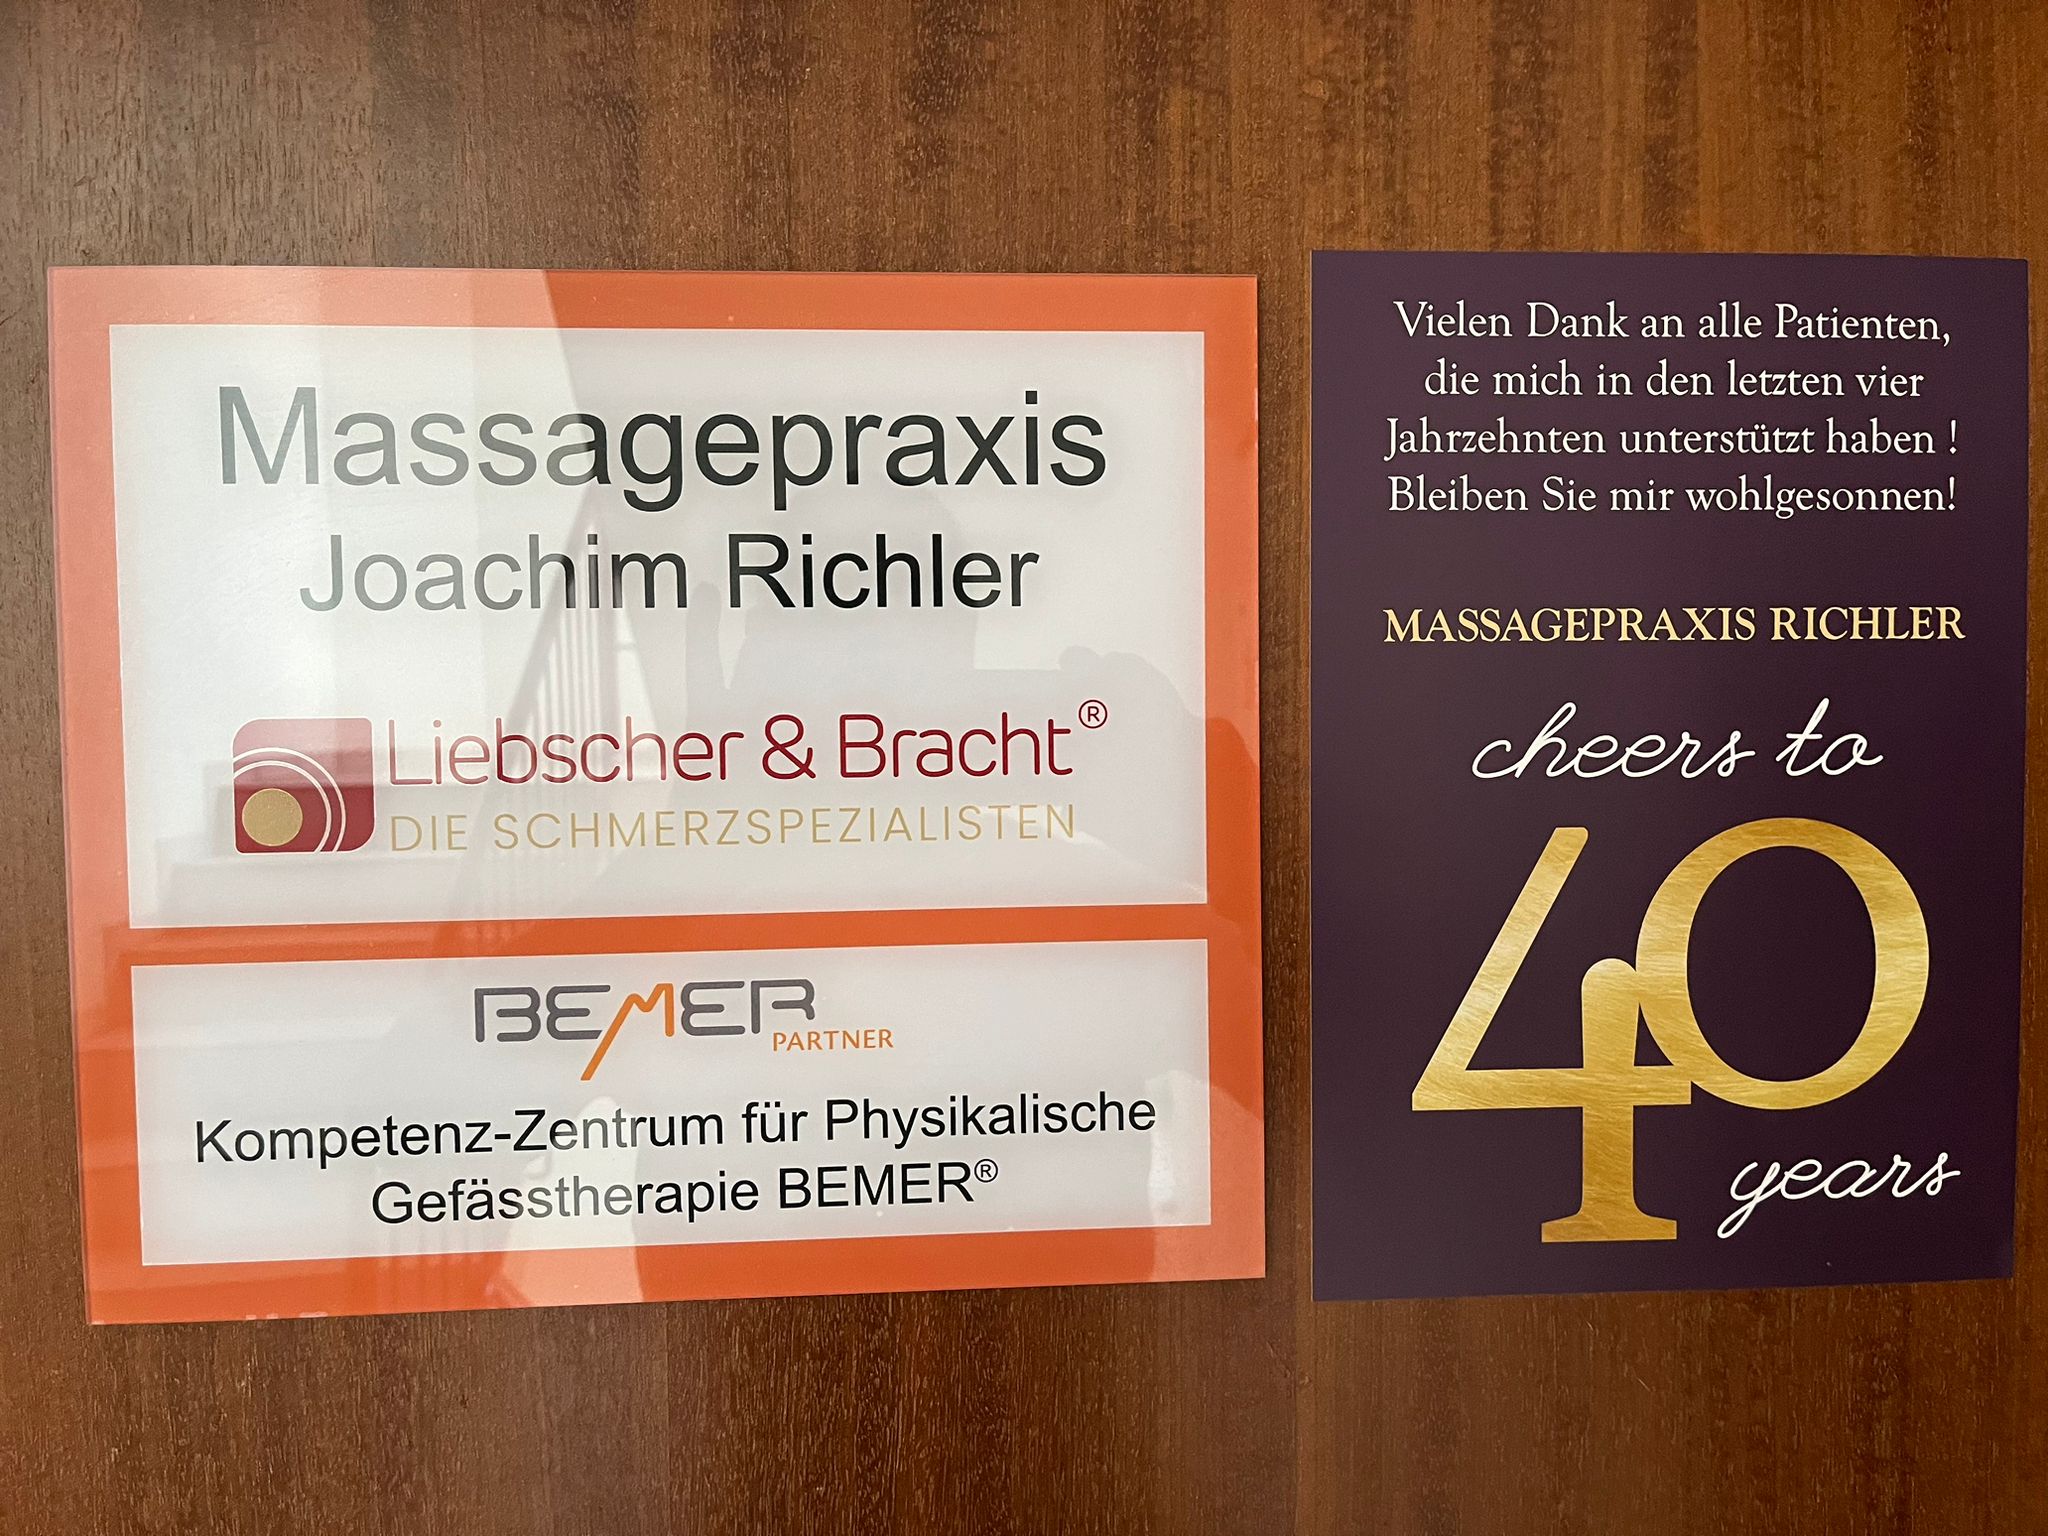 Massagepraxis
Joachim Richler
Liebscher & Bracht®
DIE SCHMERZSPEZIALISTEN
BEMER
PARTNER
Kompetenz-Zentrum für Physikalische
Gefässtherapie BEMER®
Vielen Dank an alle Patienten,
die mich in den letzten vier
Jahrzehnten unterstützt haben !
Bleiben Sie mir wohlgesonnen!
MASSAGEPRAXIS RICHLER
cheers to
40
years